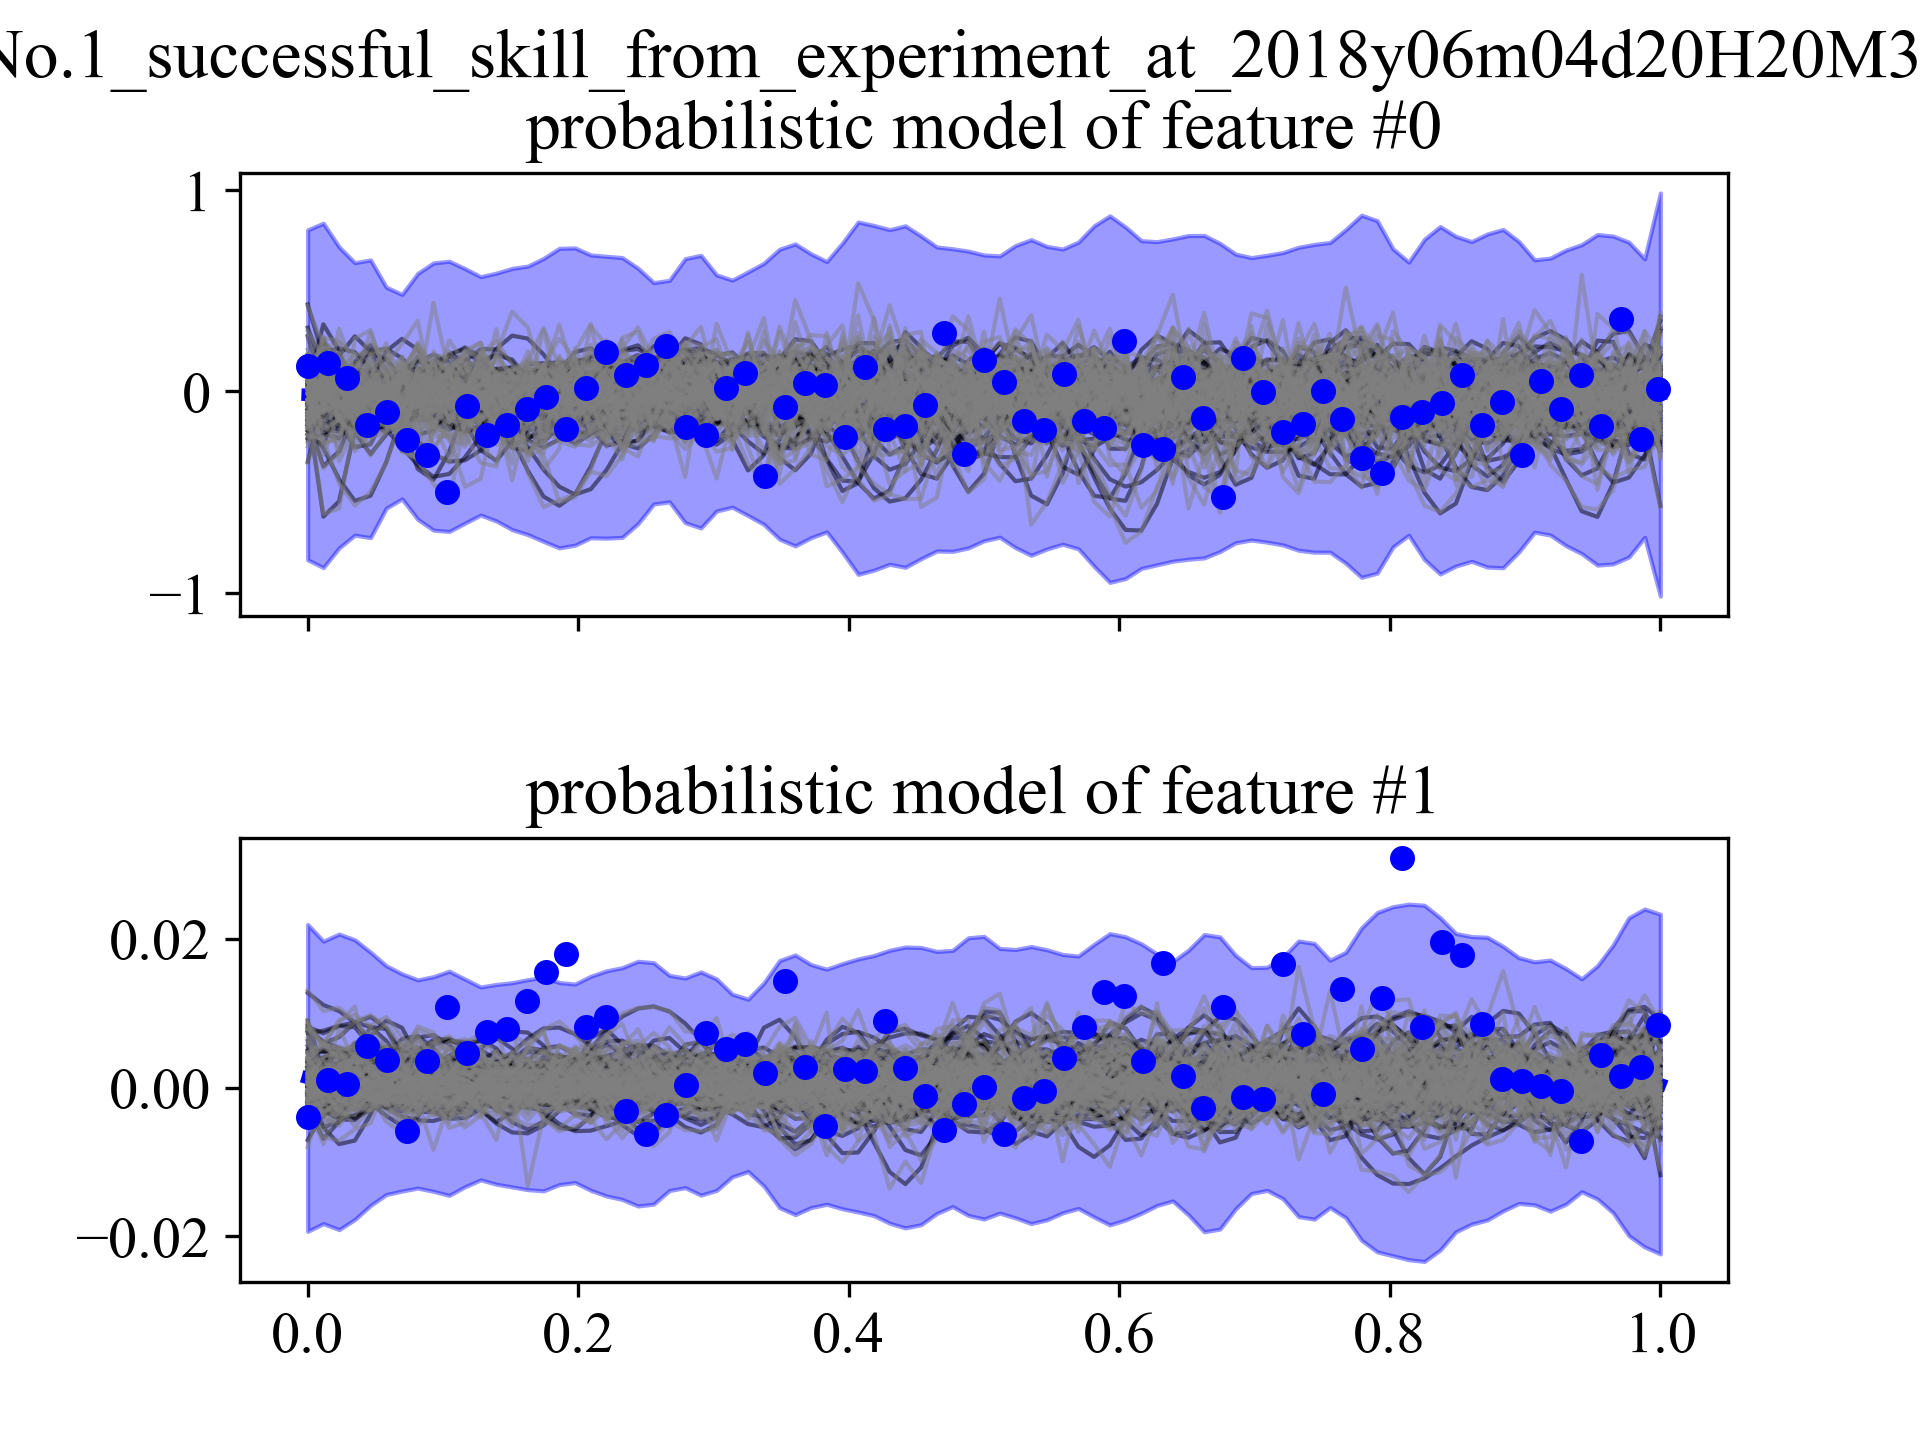 No.1_successful_skill_from_experiment_at_2018y06m04d20H20M3
probabilistic model of feature #0
1
0
−1
probabilistic model of feature #1
0.02
0.00
−0.02
0.0 0.2 0.4 0.6 0.8 1.0